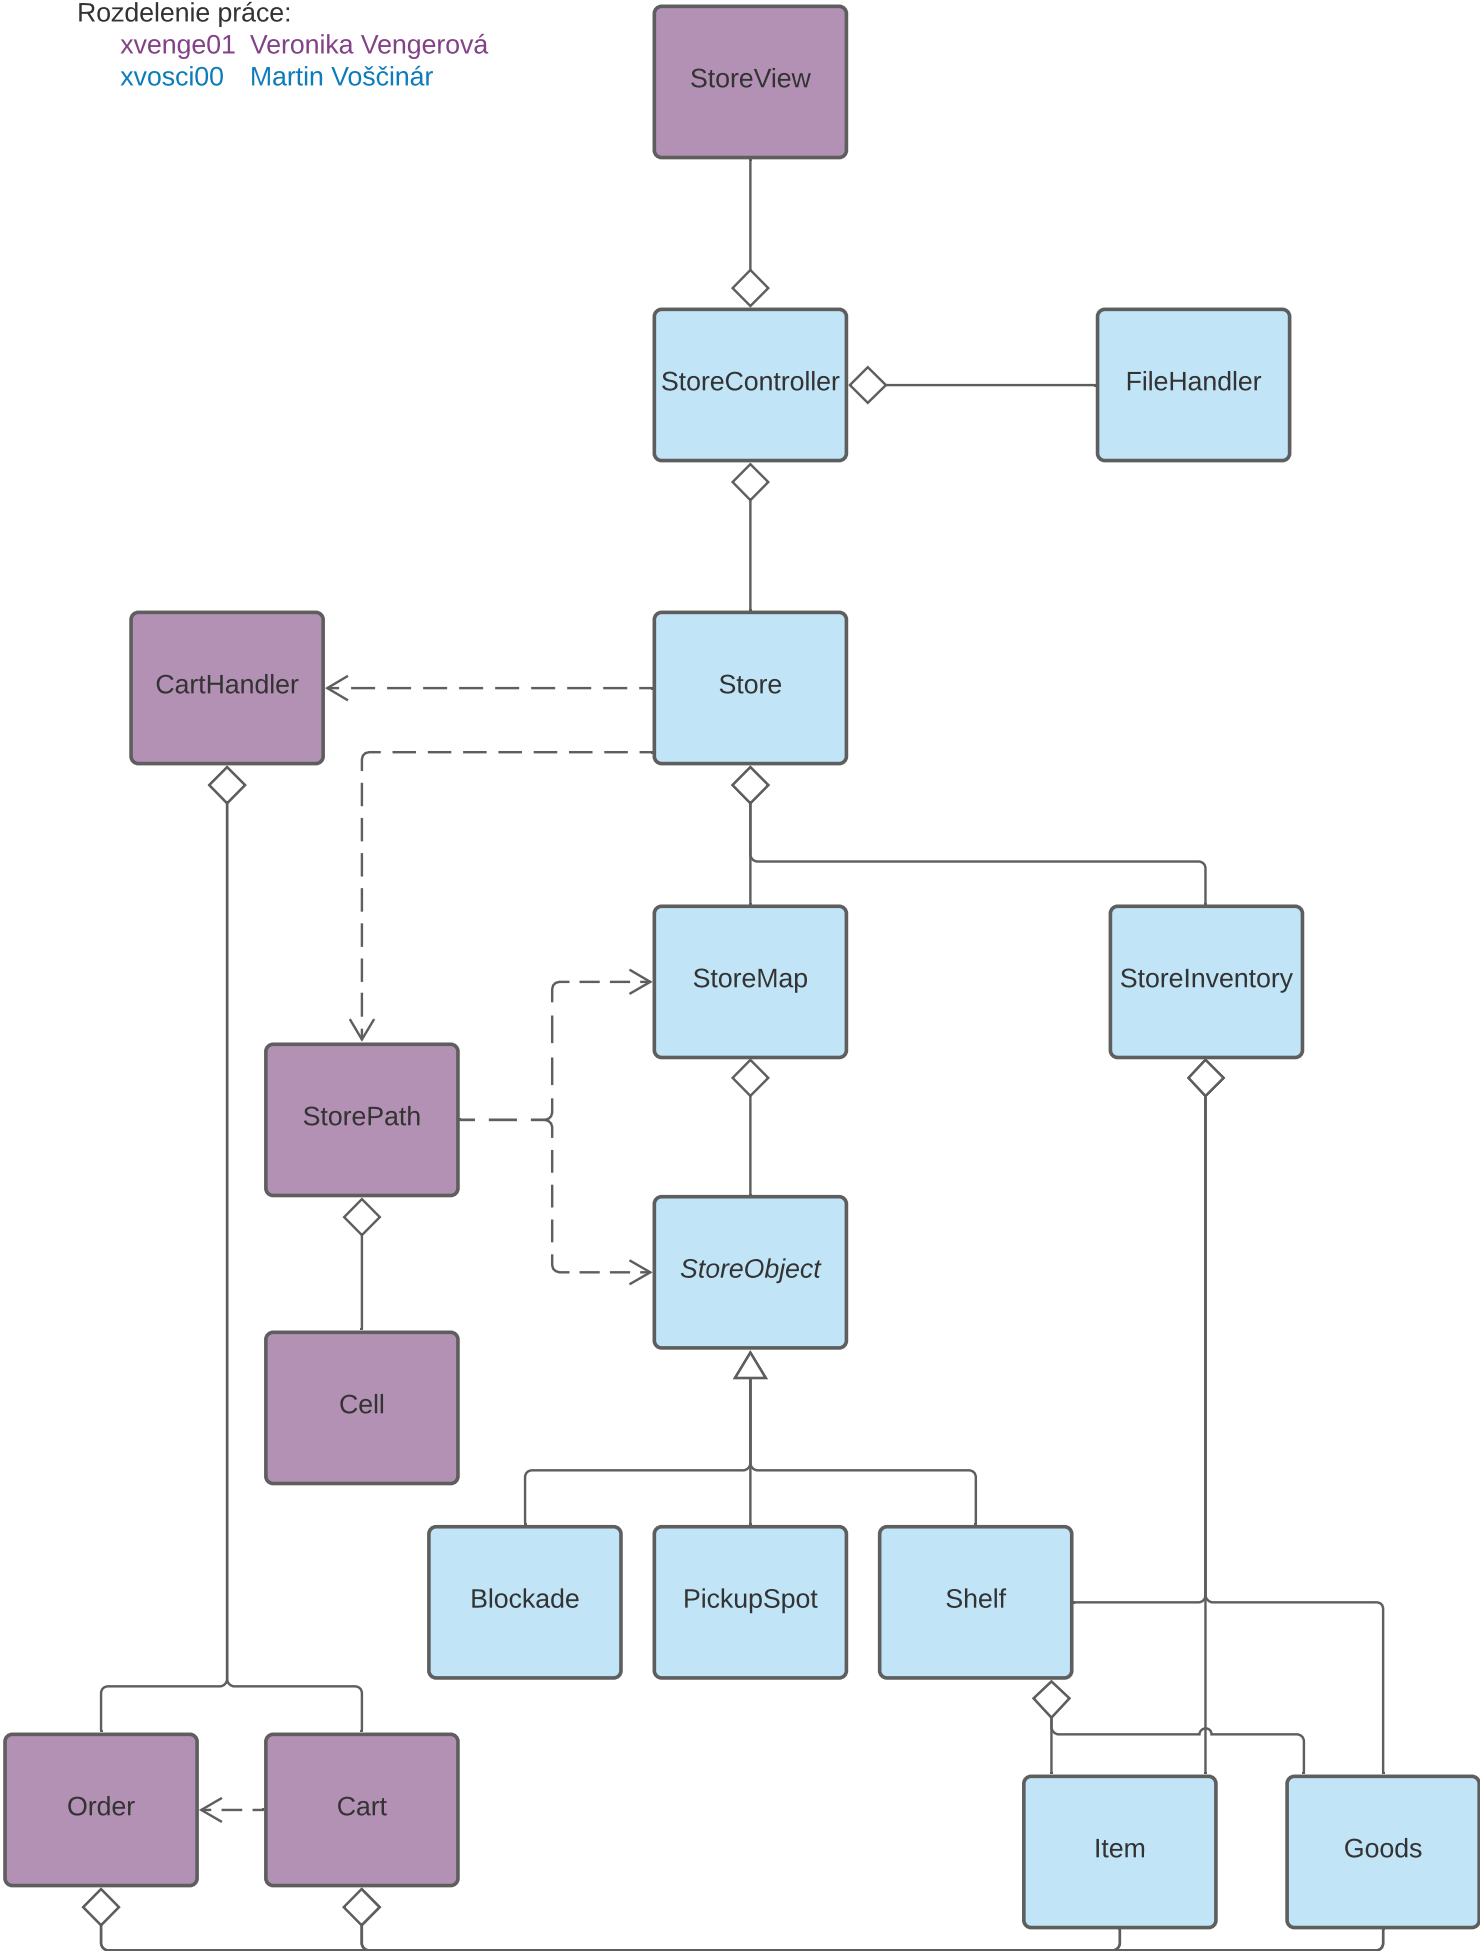 Rozdelenie práce:
xvenge01 Veronika Vengerová
xvosci00 Martin Voščinár
StoreView
StoreController
FileHandler
CartHandler
Store
StoreMap
StoreInventory
StorePath
StoreObject
Cell
Blockade
PickupSpot
Shelf
Order
Cart
Item
Goods